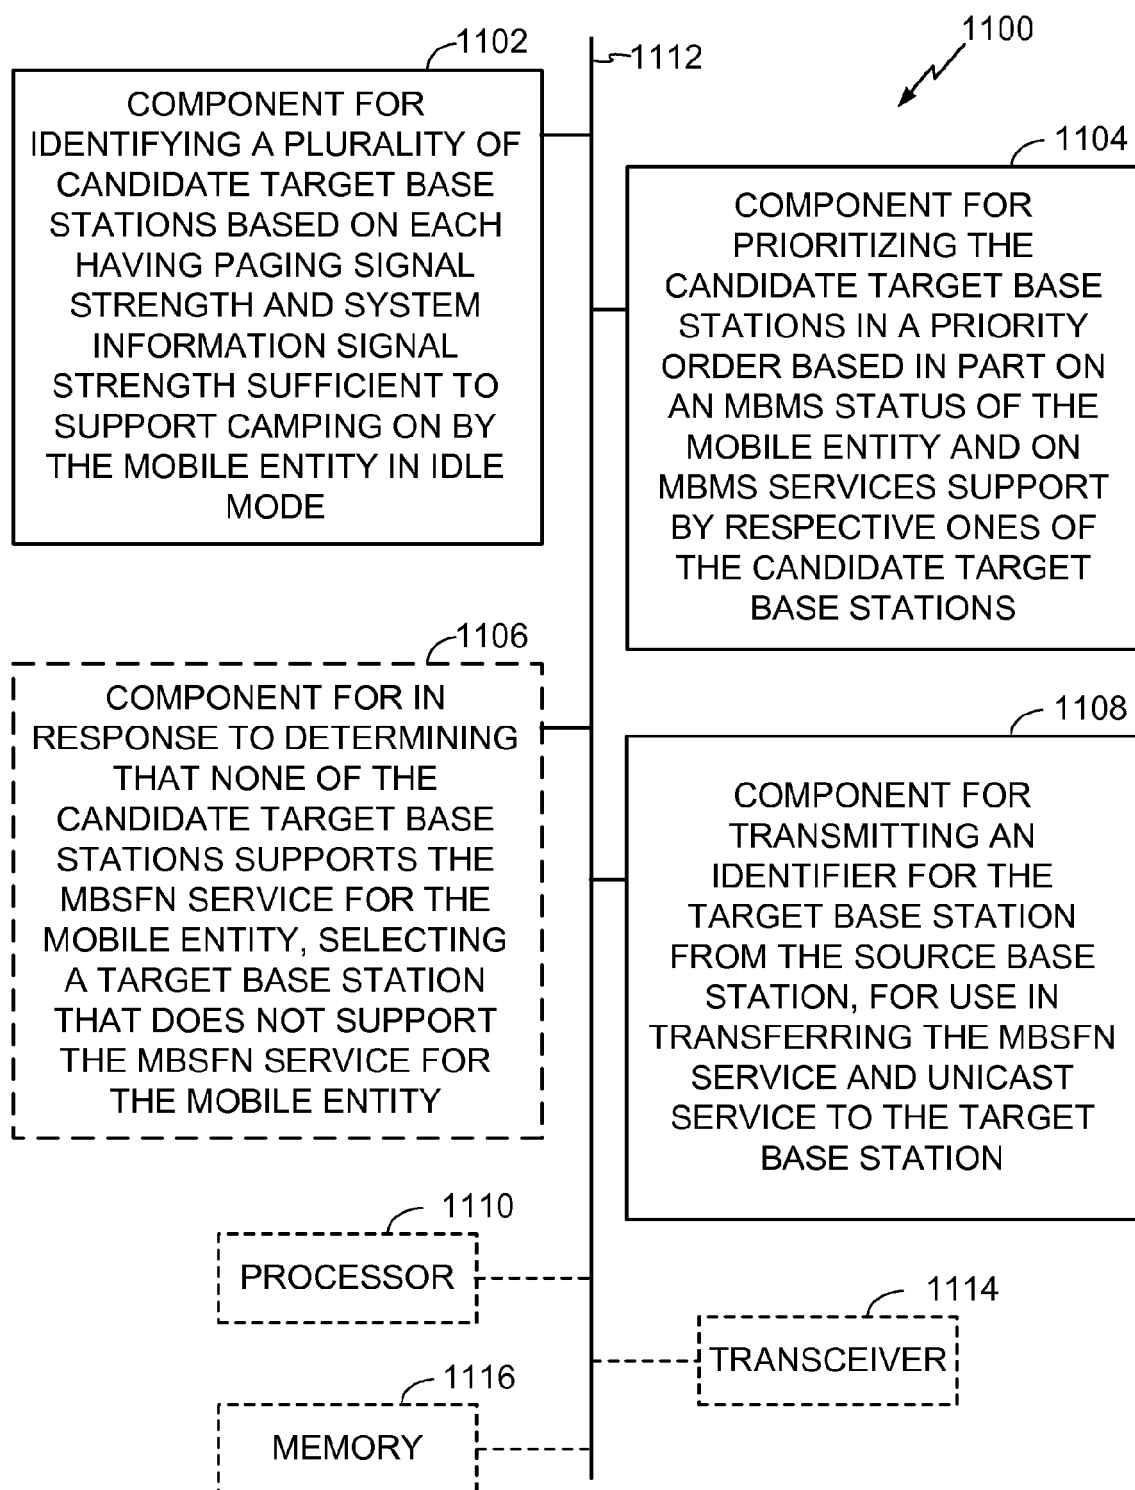 1100
1102
1112
COMPONENT FOR
IDENTIFYING A PLURALITY OF
CANDIDATE TARGET BASE
STATIONS BASED ON EACH
HAVING PAGING SIGNAL
STRENGTH AND SYSTEM
INFORMATION SIGNAL
STRENGTH SUFFICIENT TO
SUPPORT CAMPING ON BY
THE MOBILE ENTITY IN IDLE
MODE
1104
COMPONENT FOR
PRIORITIZING THE
CANDIDATE TARGET BASE
STATIONS IN A PRIORITY
ORDER BASED IN PART ON
AN MBMS STATUS OF THE
MOBILE ENTITY AND ON
MBMS SERVICES SUPPORT
BY RESPECTIVE ONES OF
THE CANDIDATE TARGET
BASE STATIONS
1106
COMPONENT FOR IN
RESPONSE TO DETERMINING
THAT NONE OF THE
CANDIDATE TARGET BASE
STATIONS SUPPORTS THE
MBSFN SERVICE FOR THE
MOBILE ENTITY, SELECTING
A TARGET BASE STATION
THAT DOES NOT SUPPORT
THE MBSFN SERVICE FOR
THE MOBILE ENTITY
1108
COMPONENT FOR
TRANSMITTING AN
IDENTIFIER FOR THE
TARGET BASE STATION
FROM THE SOURCE BASE
STATION, FOR USE IN
TRANSFERRING THE MBSFN
SERVICE AND UNICAST
SERVICE TO THE TARGET
BASE STATION
1110
PROCESSOR
1114
TRANSCEIVER
1116
MEMORY